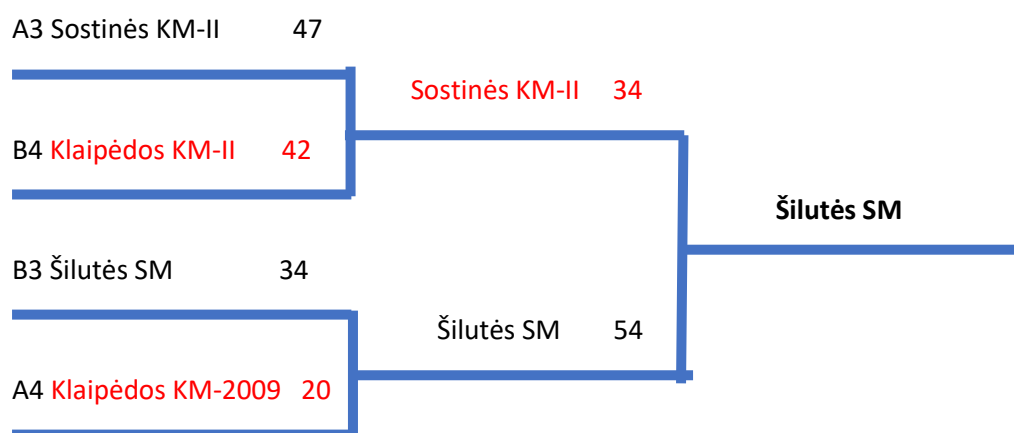 A3 Sostinės KM-II 47
Sostinės KM-II 34
B4 Klaipėdos KM-II 42
Šilutės SM
B3 Šilutės SM 34
Šilutės SM 54
A4 Klaipėdos KM-2009 20